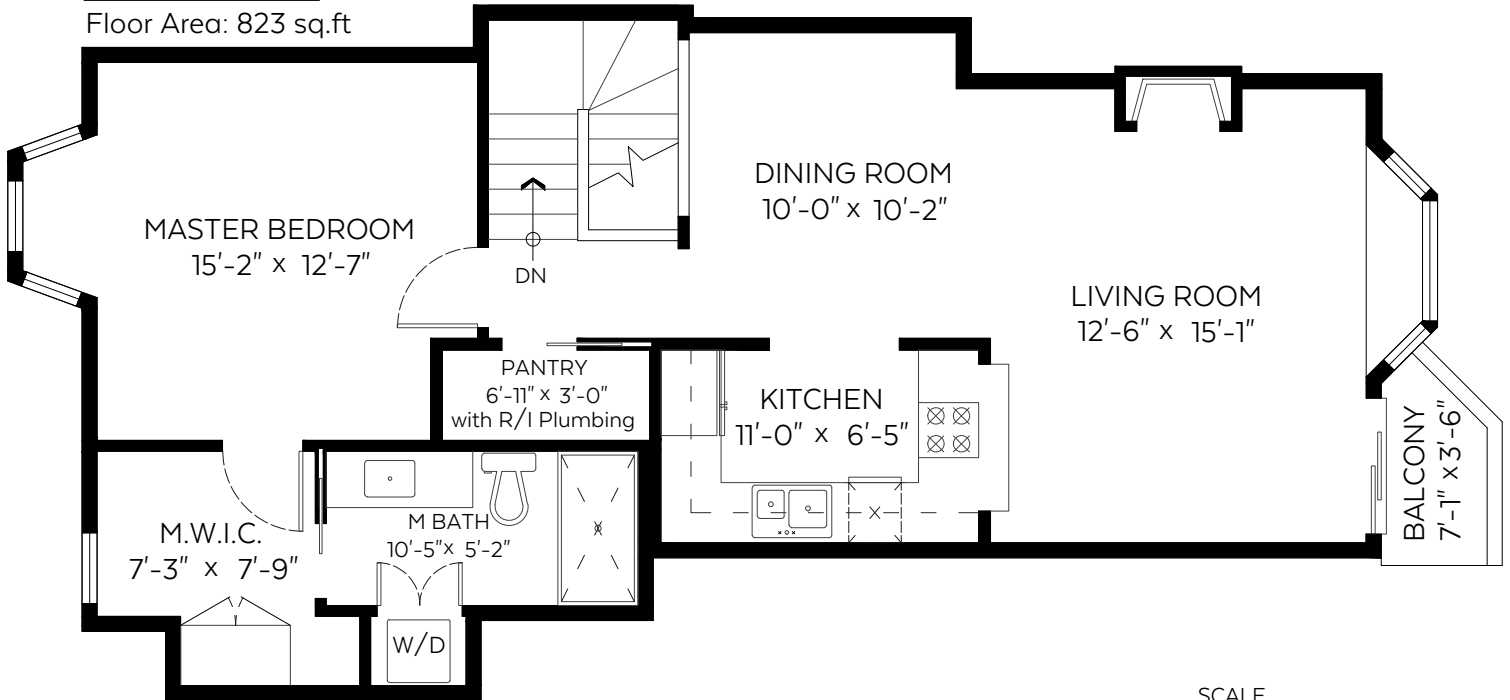 Floor Area: 823 sq.ft
MASTER BEDROOM
15'-2" x 12'-7"
DN
DINING ROOM
10'-0" x 10'-2"
LIVING ROOM
12'-6" x 15'-1"
PANTRY
6'-11" x 3'-0"
with R/I Plumbing
KITCHEN
11'-0" x 6'-5"
BALCONY
7'-1" x 3'-6"
M.W.I.C.
7'-3" x 7'-9"
M BATH
10'-5" x 5'-2"
W/D
SCALE